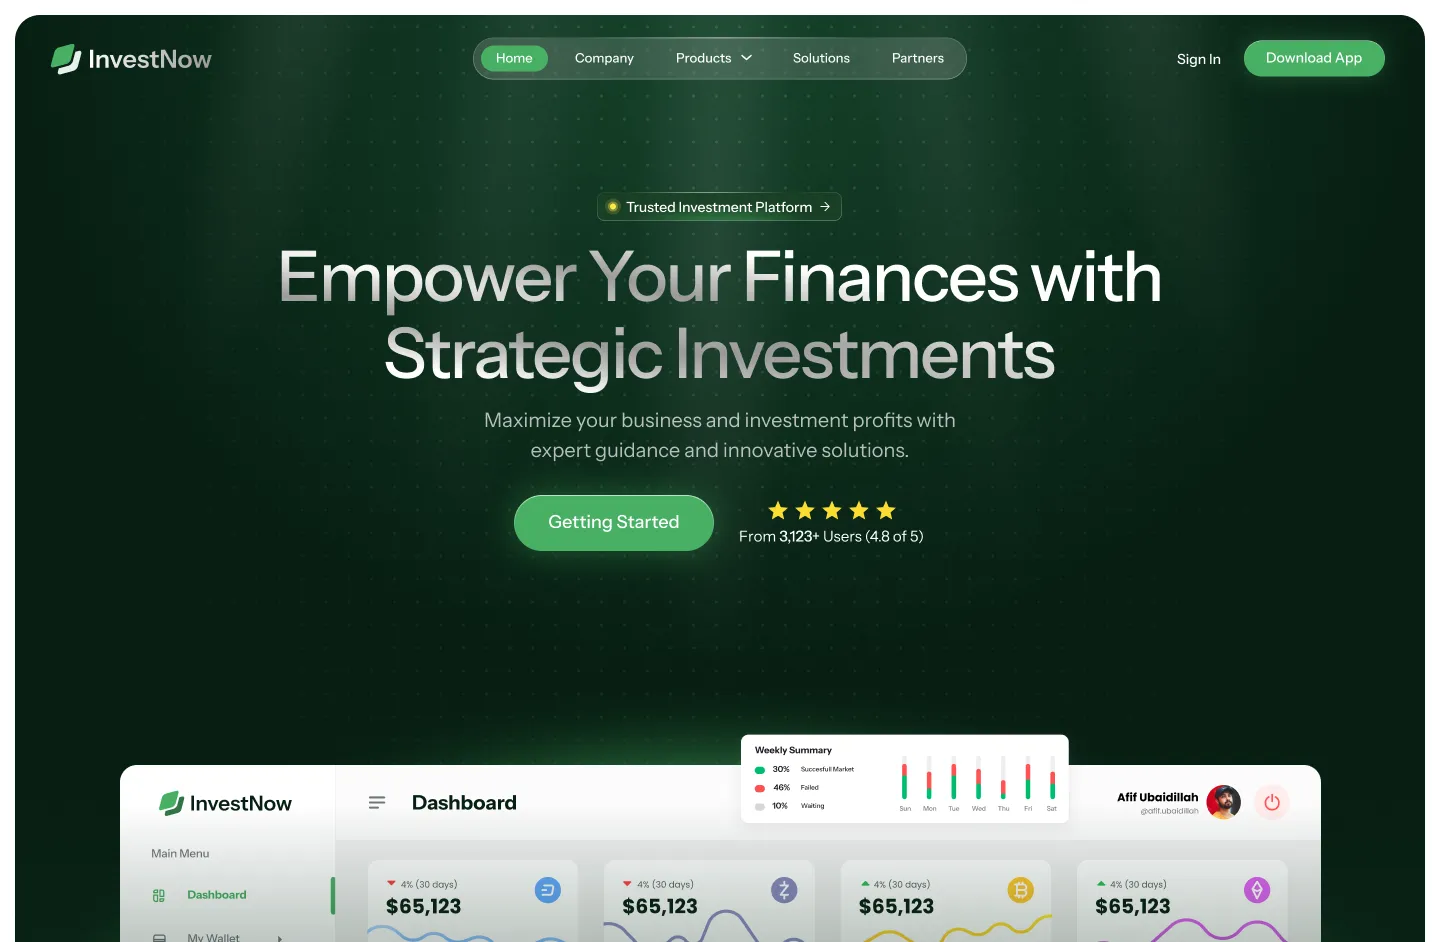 InvestNow
Home Company Products Solutions Partners
Sign In Download App
Trusted Investment Platform →
Empower Your Finances with
Strategic Investments
Maximize your business and investment profits with
expert guidance and innovative solutions.
Getting Started
From 3,123+ Users (4.8 of 5)
Weekly Summary
30% Succesfull Market
46% Failed
10% Waiting
Sun Mon Tue Wed Thu Fri Sat
InvestNow
Dashboard
Afif Ubaidillah
@afif.ubaidillah
Main Menu
Dashboard
My Wallet
4% (30 days)
$65,123
4% (30 days)
$65,123
4% (30 days)
$65,123
4% (30 days)
$65,123